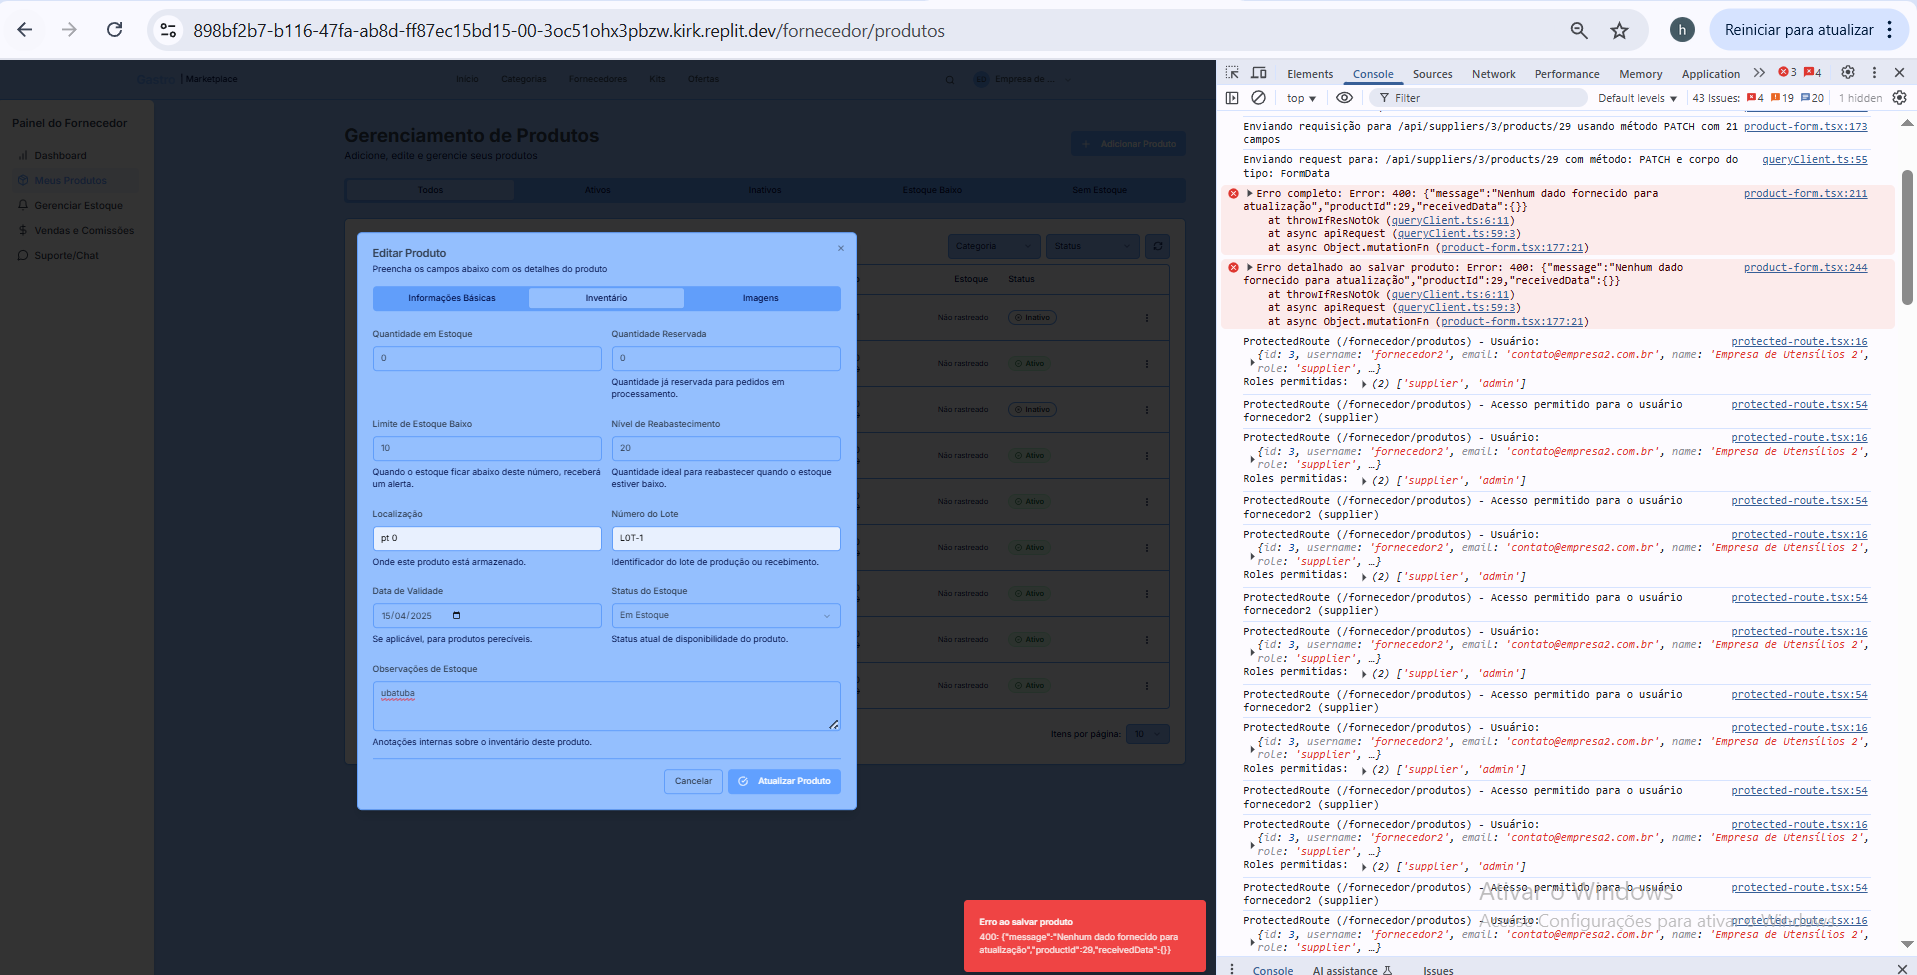 898bf2b7-b116-47fa-ab8d-ff87ec15bd15-00-3oc51ohx3pbzw.kirk.replit.dev/fornecedor/produtos
h
Reiniciar para atualizar
| Marketplace
Início
Categorias
Fornecedores
Kits
Ofertas
Empresa de ...
Painel do Fornecedor
Dashboard
Meus Produtos
Gerenciar Estoque
Vendas e Comissões
Suporte/Chat
Gerenciamento de Produtos
Adicione, edite e gerencie seus produtos
+ Adicionar Produto
Todos
Ativos
Inativos
Estoque Baixo
Sem Estoque
Categoria
Status
Estoque
Status
Não rastreado
Inativo
Não rastreado
Ativo
Não rastreado
Inativo
Não rastreado
Ativo
Não rastreado
Ativo
Não rastreado
Ativo
Não rastreado
Ativo
Não rastreado
Ativo
Não rastreado
Ativo
Itens por página:
10
Editar Produto
×
Preencha os campos abaixo com os detalhes do produto
Informações Básicas
Inventário
Imagens
Quantidade em Estoque
Quantidade Reservada
0
0
Quantidade já reservada para pedidos em
processamento.
Limite de Estoque Baixo
Nível de Reabastecimento
10
20
Quando o estoque ficar abaixo deste número, receberá
um alerta.
Quantidade ideal para reabastecer quando o estoque
estiver baixo.
Localização
Número do Lote
pt 0
LOT-1
Onde este produto está armazenado.
Identificador do lote de produção ou recebimento.
Data de Validade
Status do Estoque
15/04/2025
Em Estoque
Se aplicável, para produtos perecíveis.
Status atual de disponibilidade do produto.
Observações de Estoque
ubatuba
Anotações internas sobre o inventário deste produto.
Cancelar
Atualizar Produto
Erro ao salvar produto
400: {"message":"Nenhum dado fornecido para
atualização","productId":29,"receivedData":{}}
Elements
Console
Sources
Network
Performance
Memory
Application
3
4
top
Filter
Default levels
43 Issues:
4
19
20
1 hidden
Enviando requisição para /api/suppliers/3/products/29 usando método PATCH com 21 product-form.tsx:173
campos
Enviando request para: /api/suppliers/3/products/29 com método: PATCH e corpo do queryClient.ts:55
tipo: FormData
Erro completo: Error: 400: {"message":"Nenhum dado fornecido para product-form.tsx:211
atualização","productId":29,"receivedData":{}}
at throwIfResNotOk (queryClient.ts:6:11)
at async apiRequest (queryClient.ts:59:3)
at async Object.mutationFn (product-form.tsx:177:21)
Erro detalhado ao salvar produto: Error: 400: {"message":"Nenhum dado product-form.tsx:244
fornecido para atualização","productId":29,"receivedData":{}}
at throwIfResNotOk (queryClient.ts:6:11)
at async apiRequest (queryClient.ts:59:3)
at async Object.mutationFn (product-form.tsx:177:21)
ProtectedRoute (/fornecedor/produtos) - Usuário: protected-route.tsx:16
{id: 3, username: 'fornecedor2', email: 'contato@empresa2.com.br', name: 'Empresa de Utensílios 2',
role: 'supplier', …}
Roles permitidas: (2) ['supplier', 'admin']
ProtectedRoute (/fornecedor/produtos) - Acesso permitido para o usuário protected-route.tsx:54
fornecedor2 (supplier)
ProtectedRoute (/fornecedor/produtos) - Usuário: protected-route.tsx:16
{id: 3, username: 'fornecedor2', email: 'contato@empresa2.com.br', name: 'Empresa de Utensílios 2',
role: 'supplier', …}
Roles permitidas: (2) ['supplier', 'admin']
ProtectedRoute (/fornecedor/produtos) - Acesso permitido para o usuário protected-route.tsx:54
fornecedor2 (supplier)
ProtectedRoute (/fornecedor/produtos) - Usuário: protected-route.tsx:16
{id: 3, username: 'fornecedor2', email: 'contato@empresa2.com.br', name: 'Empresa de Utensílios 2',
role: 'supplier', …}
Roles permitidas: (2) ['supplier', 'admin']
ProtectedRoute (/fornecedor/produtos) - Acesso permitido para o usuário protected-route.tsx:54
fornecedor2 (supplier)
ProtectedRoute (/fornecedor/produtos) - Usuário: protected-route.tsx:16
{id: 3, username: 'fornecedor2', email: 'contato@empresa2.com.br', name: 'Empresa de Utensílios 2',
role: 'supplier', …}
Roles permitidas: (2) ['supplier', 'admin']
ProtectedRoute (/fornecedor/produtos) - Acesso permitido para o usuário protected-route.tsx:54
fornecedor2 (supplier)
ProtectedRoute (/fornecedor/produtos) - Usuário: protected-route.tsx:16
{id: 3, username: 'fornecedor2', email: 'contato@empresa2.com.br', name: 'Empresa de Utensílios 2',
role: 'supplier', …}
Roles permitidas: (2) ['supplier', 'admin']
ProtectedRoute (/fornecedor/produtos) - Acesso permitido para o usuário protected-route.tsx:54
fornecedor2 (supplier)
ProtectedRoute (/fornecedor/produtos) - Usuário: protected-route.tsx:16
{id: 3, username: 'fornecedor2', email: 'contato@empresa2.com.br', name: 'Empresa de Utensílios 2',
role: 'supplier', …}
Roles permitidas: (2) ['supplier', 'admin']
ProtectedRoute (/fornecedor/produtos) - Acesso permitido para o usuário protected-route.tsx:54
fornecedor2 (supplier)
ProtectedRoute (/fornecedor/produtos) - Usuário: protected-route.tsx:16
{id: 3, username: 'fornecedor2', email: 'contato@empresa2.com.br', name: 'Empresa de Utensílios 2',
role: 'supplier', …}
Ativar o Windows
Acesse Configurações para ativar o Windows.
Console
AI assistance
Issues